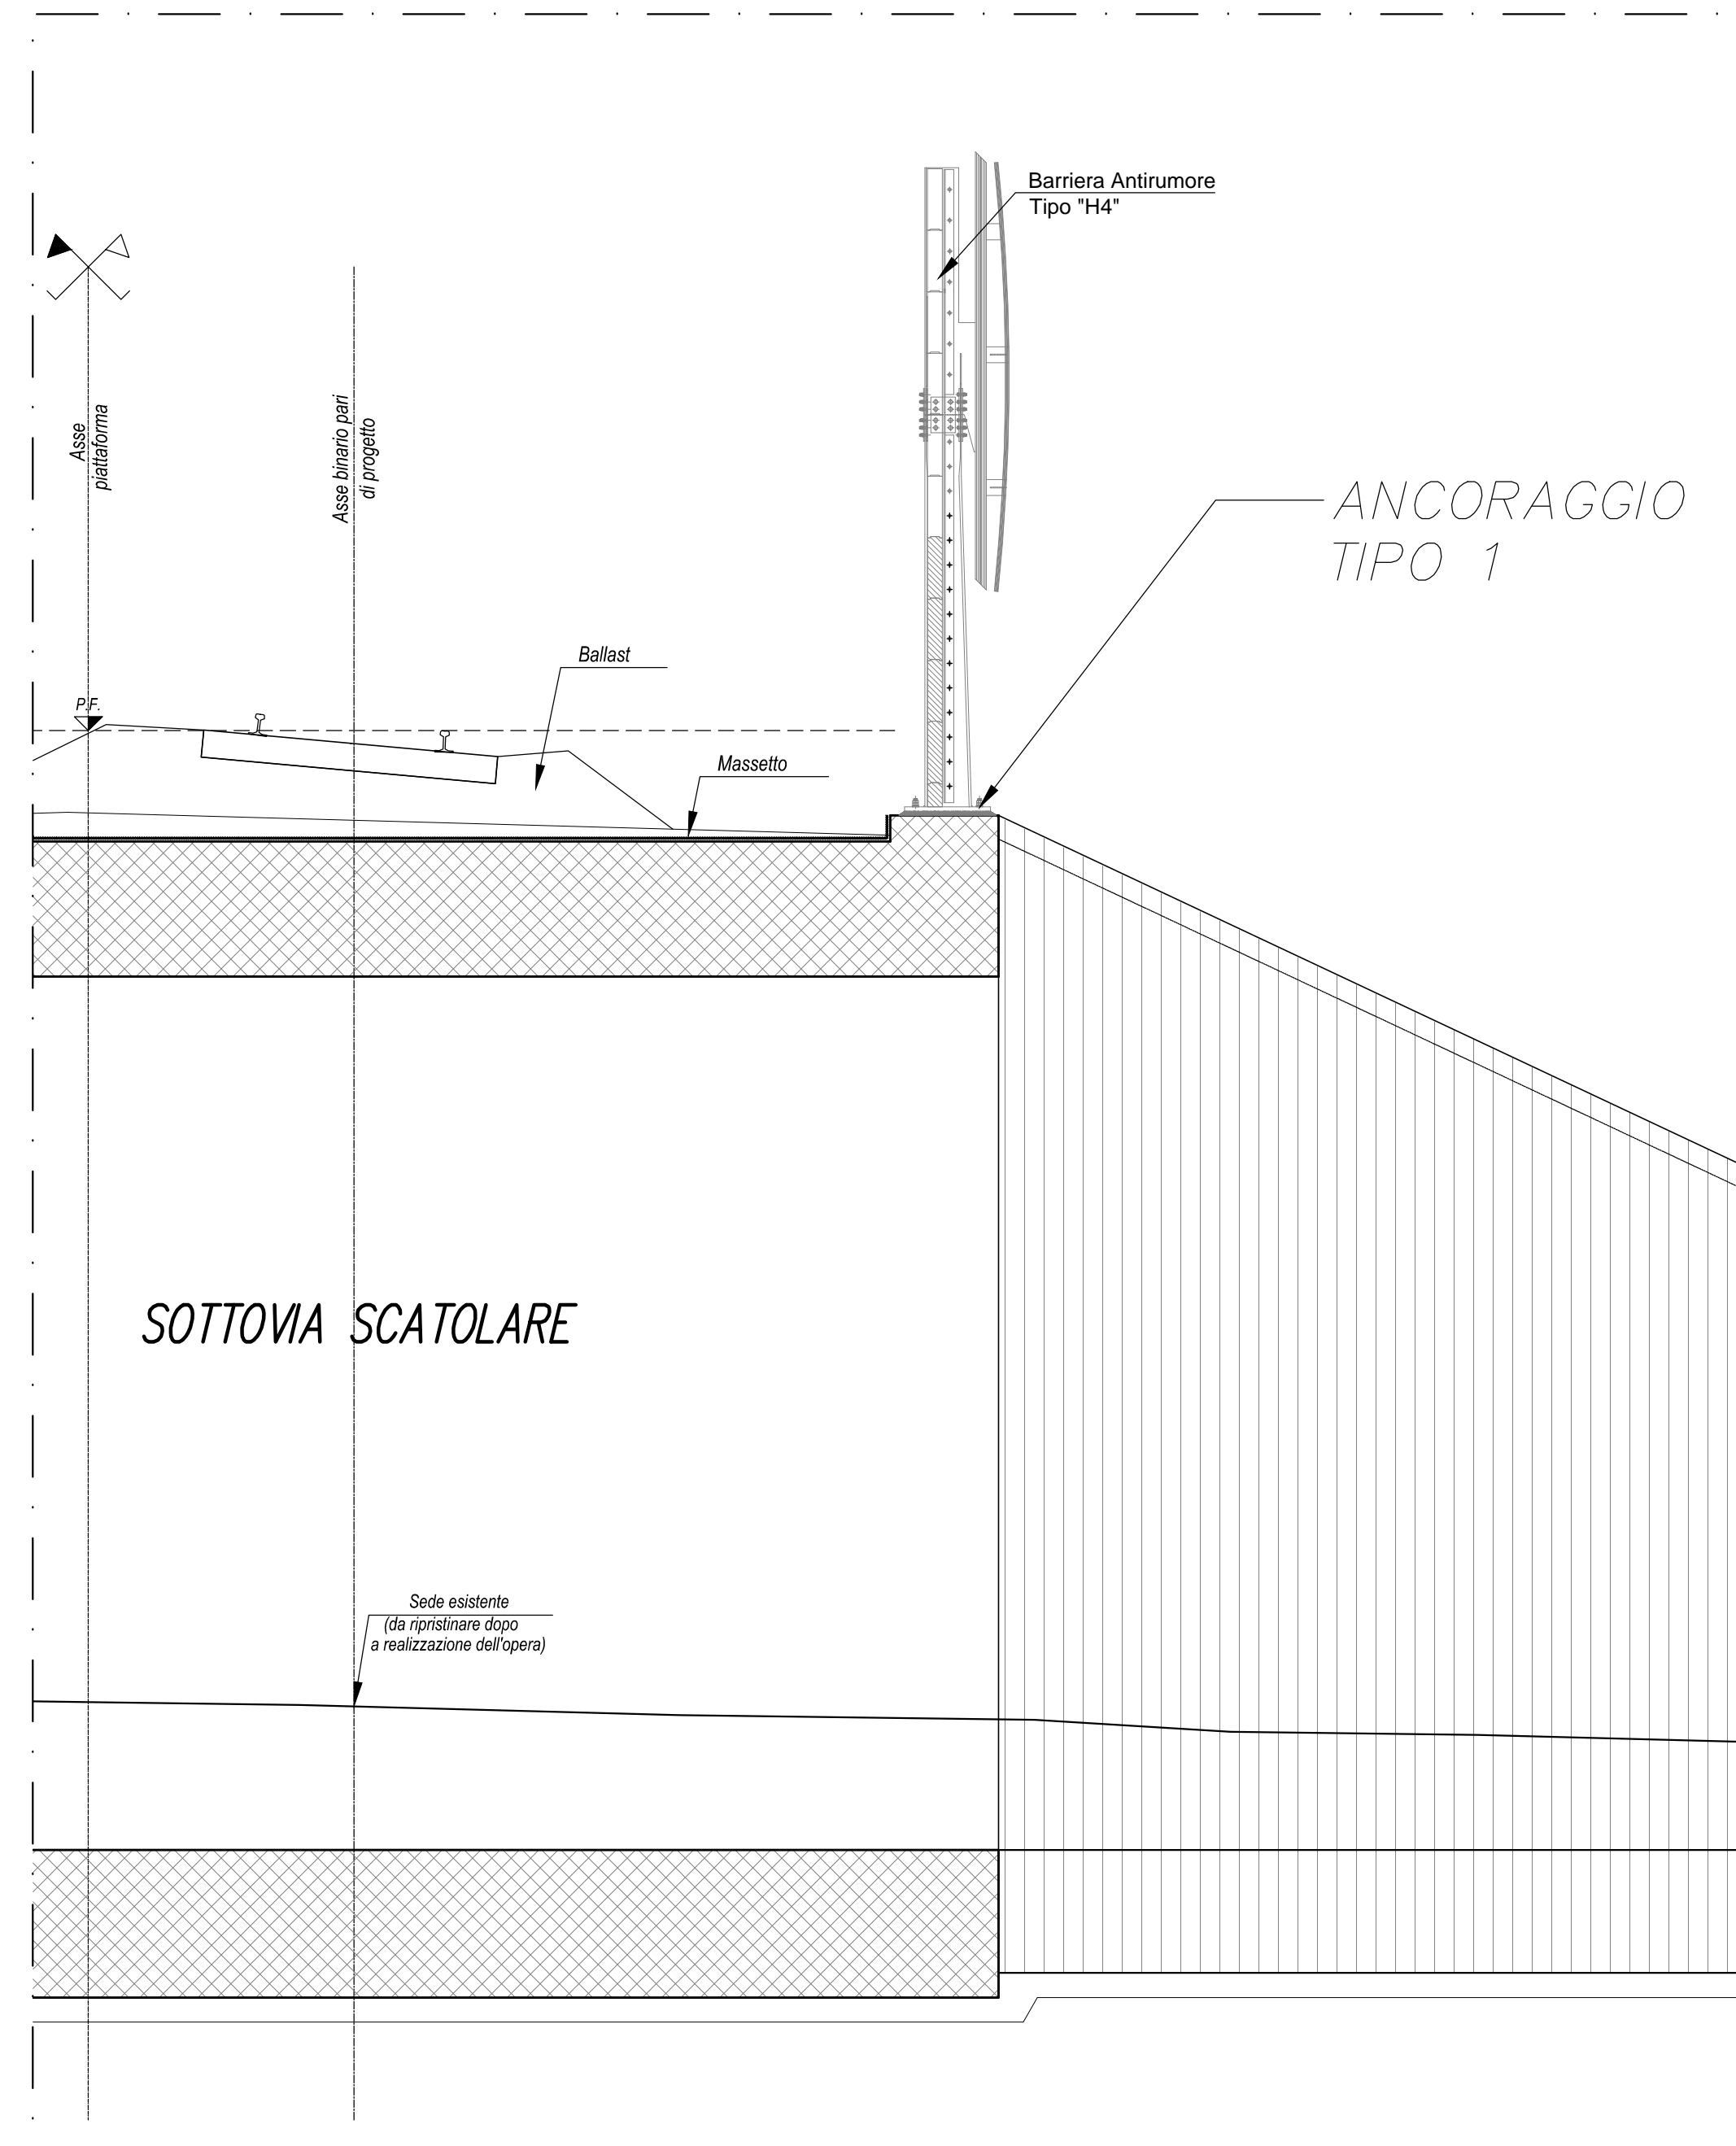 Barriera Antirumore
Tipo "H4"
Asse
piattaforma
Asse binario pari
di progetto
ANCORAGGIO
TIPO 1
Ballast
P.F.
Massetto
SOTTOVIA SCATOLARE
Sede esistente
(da ripristinare dopo
a realizzazione dell'opera)